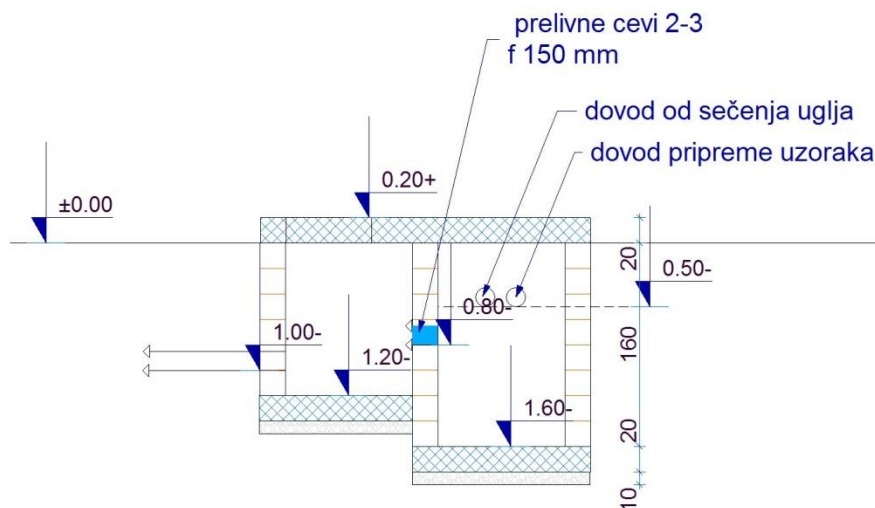 prelivne cevi 2-3
f 150 mm
dovod od sečenja uglja
dovod pripreme uzoraka
±0.00
0.20+
0.50-
20
0.80-
1.00-
160
1.20-
1.60-
20
10